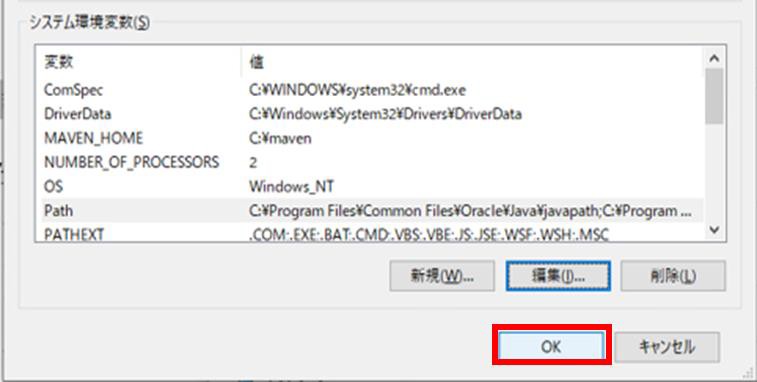 システム環境変数(S)
変数 値
ComSpec C:¥WINDOWS¥system32¥cmd.exe
DriverData C:¥Windows¥System32¥Drivers¥DriverData
MAVEN_HOME C:¥maven
NUMBER_OF_PROCESSORS 2
OS Windows_NT
Path C:¥Program Files¥Common Files¥Oracle¥Java¥javapath;C:¥Program ...
PATHEXT .COM;.EXE;.BAT;.CMD;.VBS;.VBE;.JS;.JSE;.WSF;.WSH;.MSC
新規(W)... 編集(I)... 削除(L)
OK キャンセル